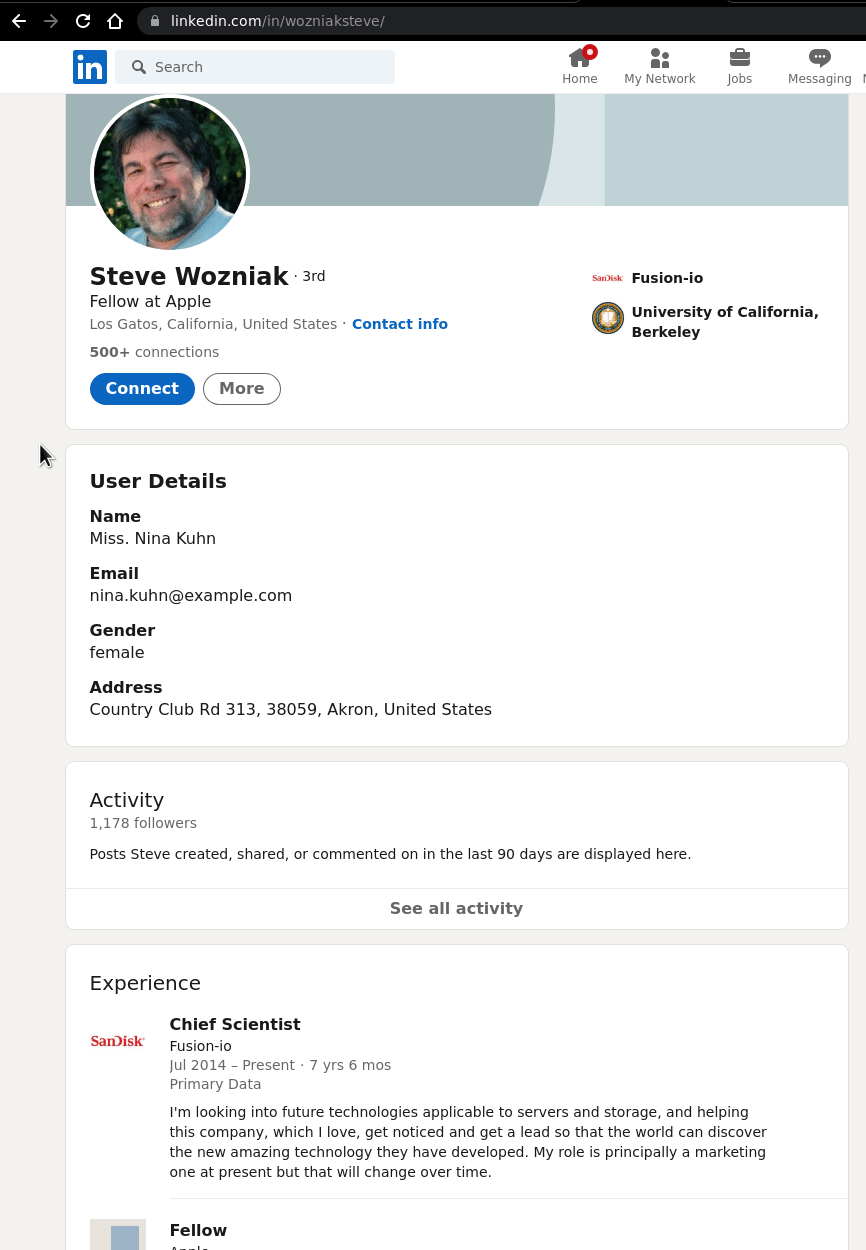 linkedin.com/in/wozniaksteve/
in
Search
Home
My Network
Jobs
Messaging
Steve Wozniak · 3rd
Fellow at Apple
Los Gatos, California, United States · Contact info
500+ connections
Connect
More
SanDisk
Fusion-io
University of California,
Berkeley
User Details
Name
Miss. Nina Kuhn
Email
nina.kuhn@example.com
Gender
female
Address
Country Club Rd 313, 38059, Akron, United States
Activity
1,178 followers
Posts Steve created, shared, or commented on in the last 90 days are displayed here.
See all activity
Experience
SanDisk
Chief Scientist
Fusion-io
Jul 2014 – Present · 7 yrs 6 mos
Primary Data
I'm looking into future technologies applicable to servers and storage, and helping
this company, which I love, get noticed and get a lead so that the world can discover
the new amazing technology they have developed. My role is principally a marketing
one at present but that will change over time.
Fellow